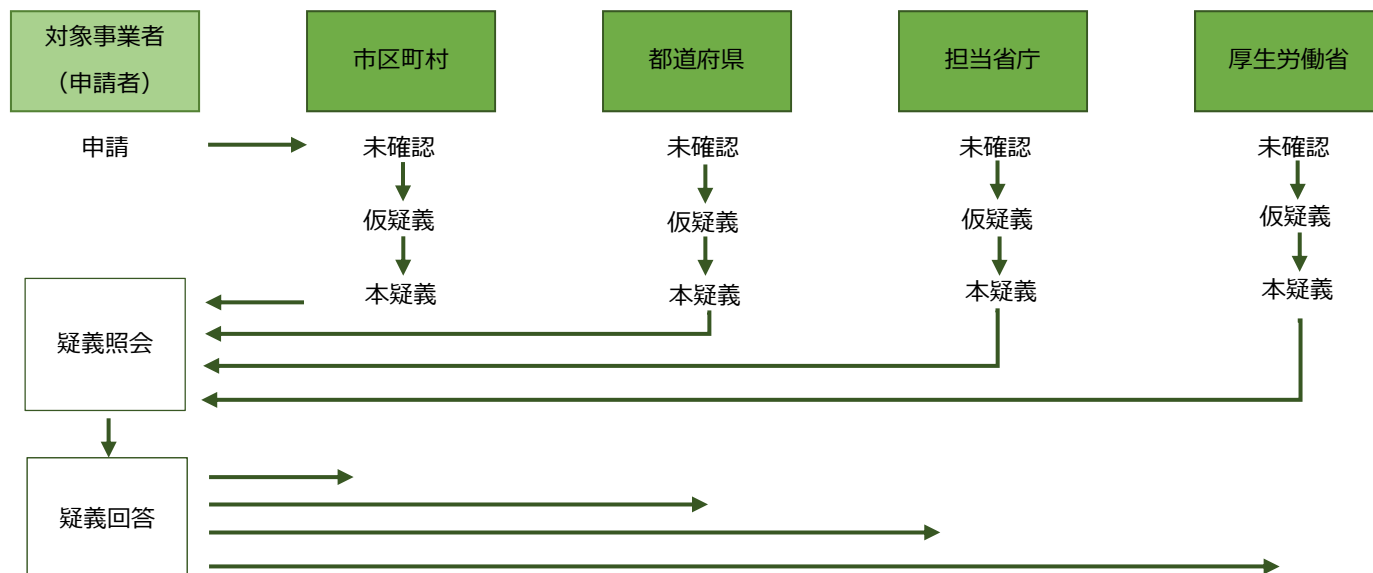 対象事業者
（申請者）
市区町村
都道府県
担当省庁
厚生労働省
申請
未確認
未確認
未確認
未確認
仮疑義
仮疑義
仮疑義
仮疑義
本疑義
本疑義
本疑義
本疑義
疑義照会
疑義回答